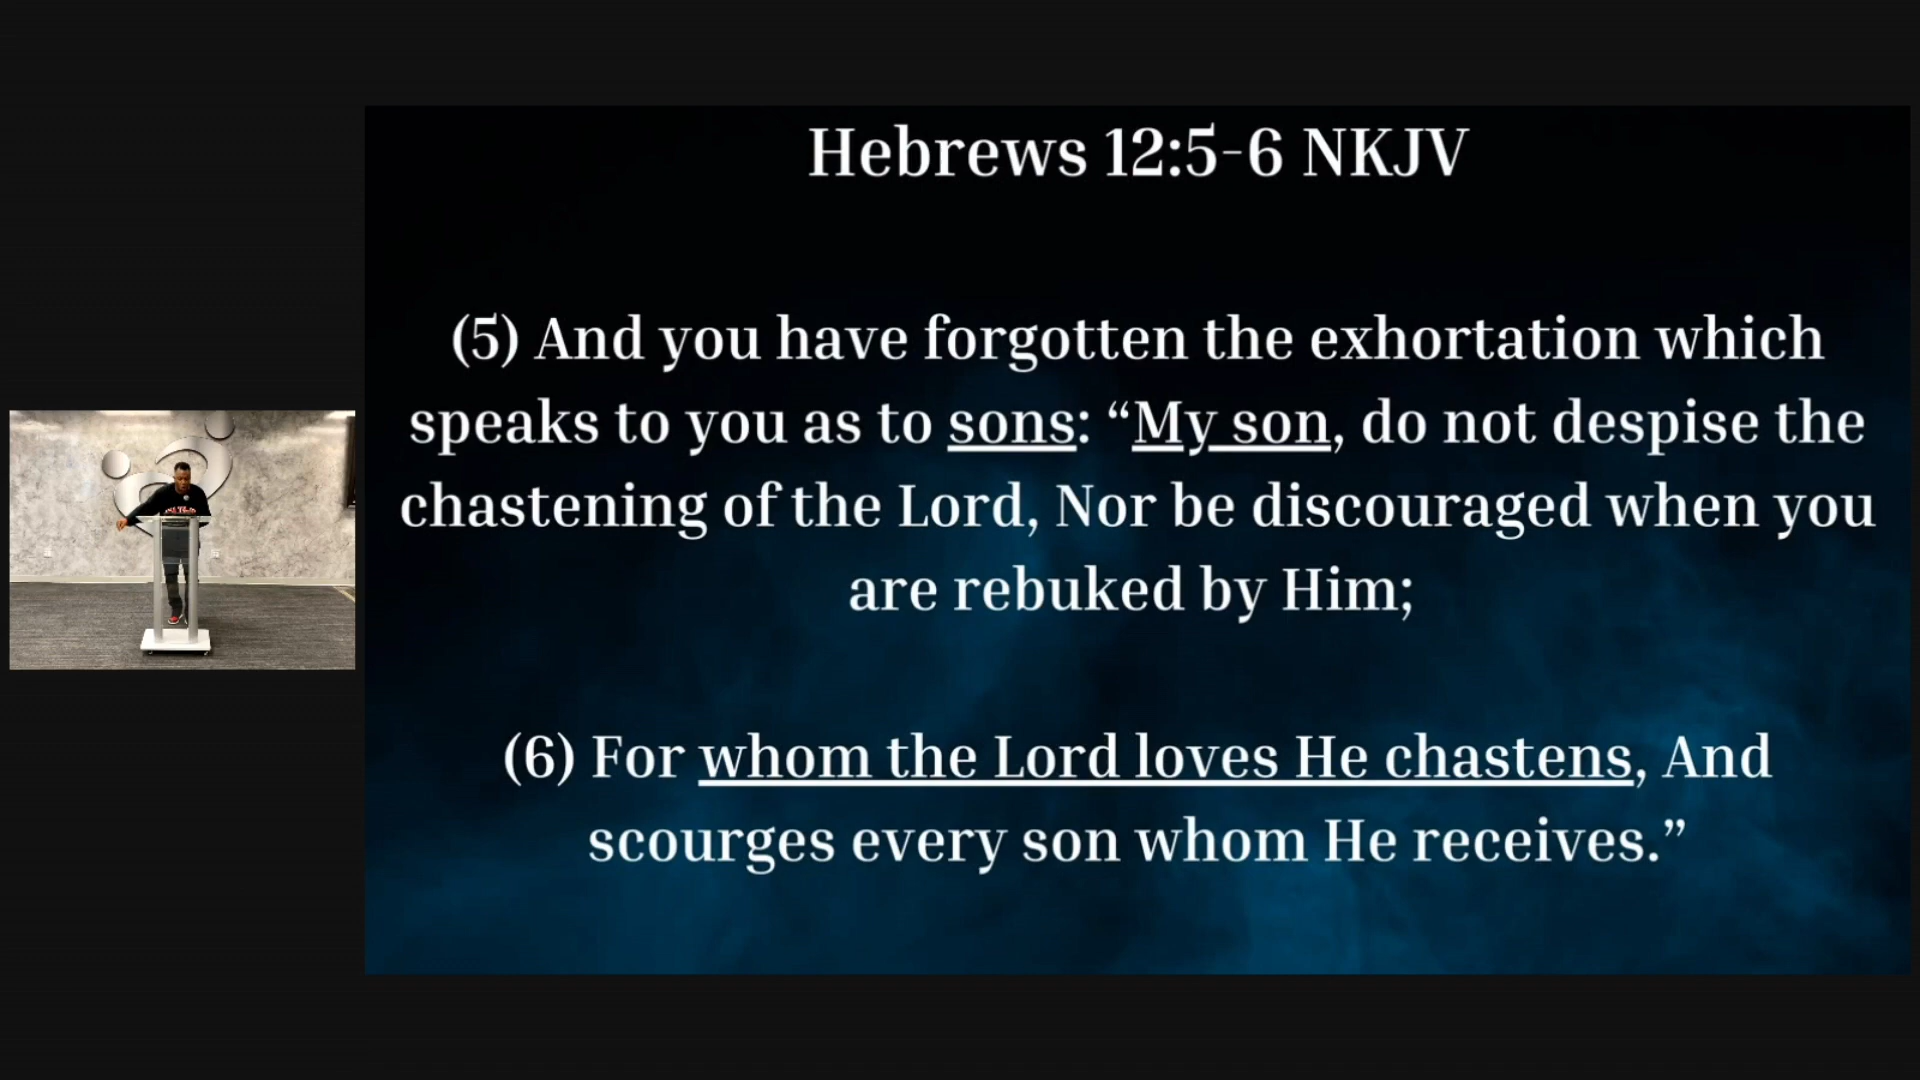 Hebrews 12:5-6 NKJV
(5) And you have forgotten the exhortation which
speaks to you as to sons: “My son, do not despise the
chastening of the Lord, Nor be discouraged when you
are rebuked by Him;
(6) For whom the Lord loves He chastens, And
scourges every son whom He receives.”